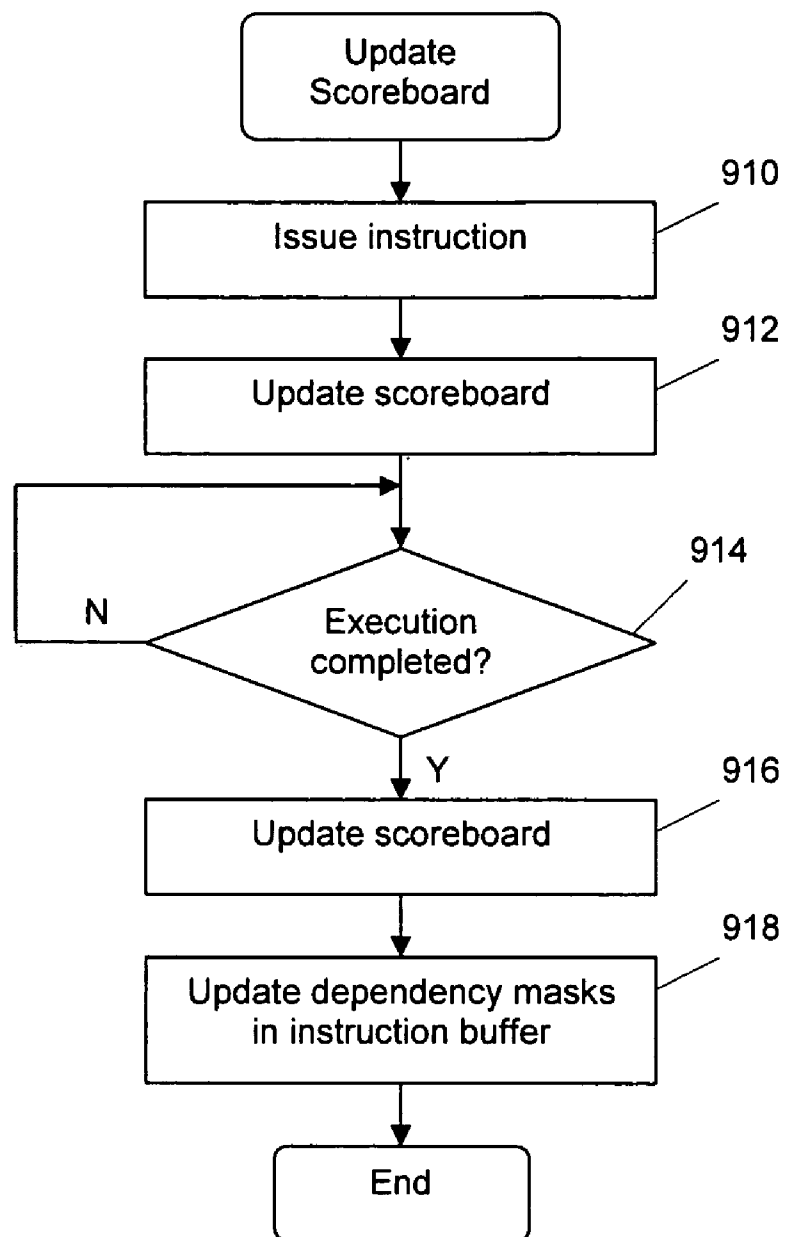 Update
Scoreboard
910
Issue instruction
912
Update scoreboard
914
N
Execution
completed?
Y
916
Update scoreboard
918
Update dependency masks
in instruction buffer
End